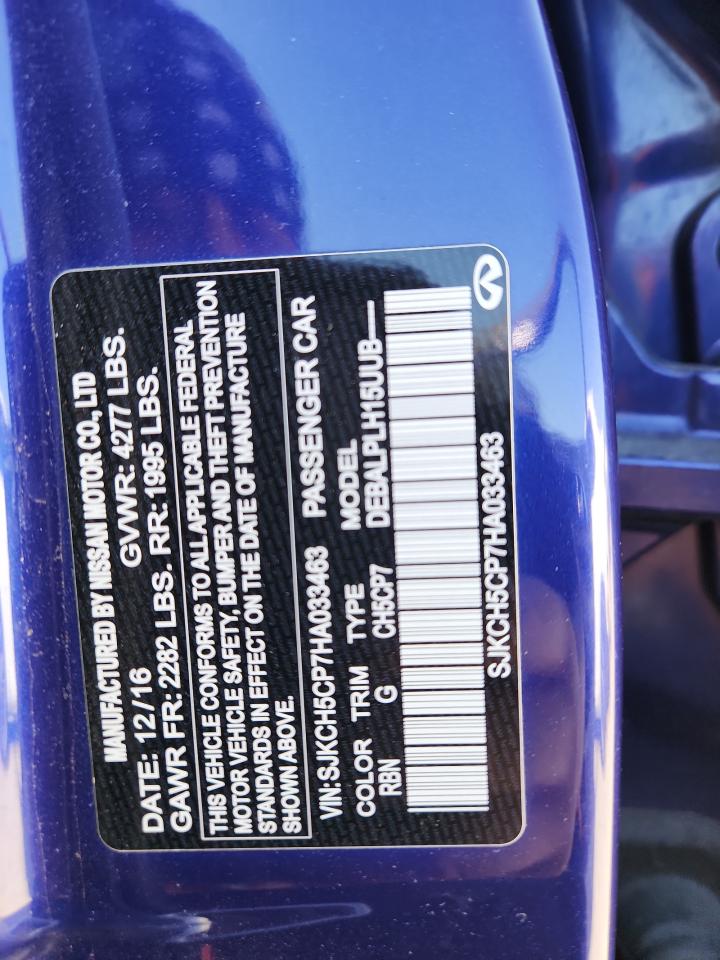 MANUFACTURED BY NISSAN MOTOR CO., LTD
DATE: 12/16 GVWR: 4277 LBS.
GAWR FR: 2282 LBS. RR: 1995 LBS.
THIS VEHICLE CONFORMS TO ALL APPLICABLE FEDERAL
MOTOR VEHICLE SAFETY, BUMPER AND THEFT PREVENTION
STANDARDS IN EFFECT ON THE DATE OF MANUFACTURE
SHOWN ABOVE.
VIN: SJKCH5CP7HA033463 PASSENGER CAR
COLOR TRIM TYPE MODEL
RBN G CH5CP7 DEBALPLH15UUB—
SJKCH5CP7HA033463